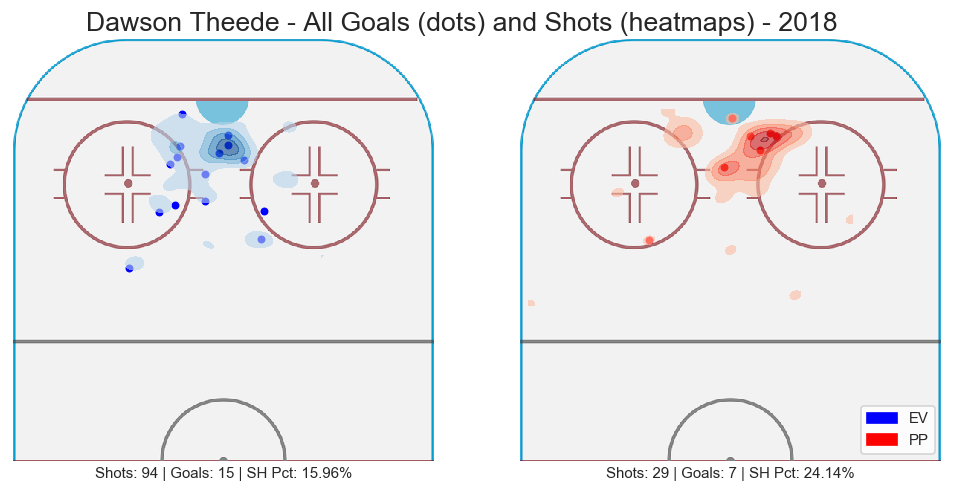 Dawson Theede - All Goals (dots) and Shots (heatmaps) - 2018
EV
PP
Shots: 94 | Goals: 15 | SH Pct: 15.96%
Shots: 29 | Goals: 7 | SH Pct: 24.14%